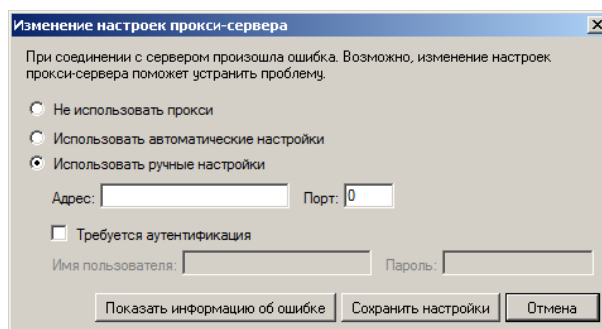 Изменение настроек прокси-сервера
При соединении с сервером произошла ошибка. Возможно, изменение настроек
прокси-сервера поможет устранить проблему.
Не использовать прокси
Использовать автоматические настройки
Использовать ручные настройки
Адрес: Порт: 0
Требуется аутентификация
Имя пользователя: Пароль:
Показать информацию об ошибке Сохранить настройки Отмена